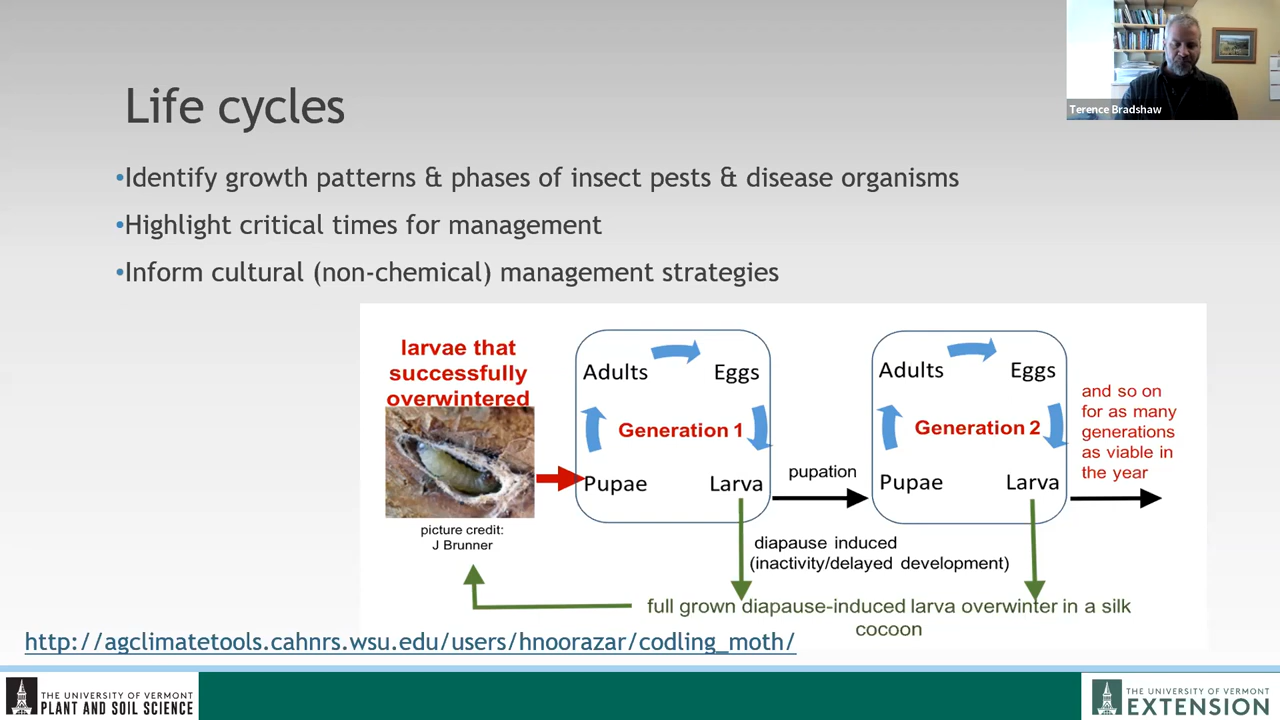 Terence Bradshaw
Life cycles
•Identify growth patterns & phases of insect pests & disease organisms
•Highlight critical times for management
•Inform cultural (non-chemical) management strategies
larvae that
successfully
overwintered
picture credit:
J Brunner
Adults
Eggs
Generation 1
Pupae
Larva
pupation
Adults
Eggs
Generation 2
Pupae
Larva
and so on
for as many
generations
as viable in
the year
diapause induced
(inactivity/delayed development)
full grown diapause-induced larva overwinter in a silk
cocoon
http://agclimatetools.cahnrs.wsu.edu/users/hnoorazar/codling_moth/
THE UNIVERSITY OF VERMONT
PLANT AND SOIL SCIENCE
THE UNIVERSITY OF VERMONT
EXTENSION